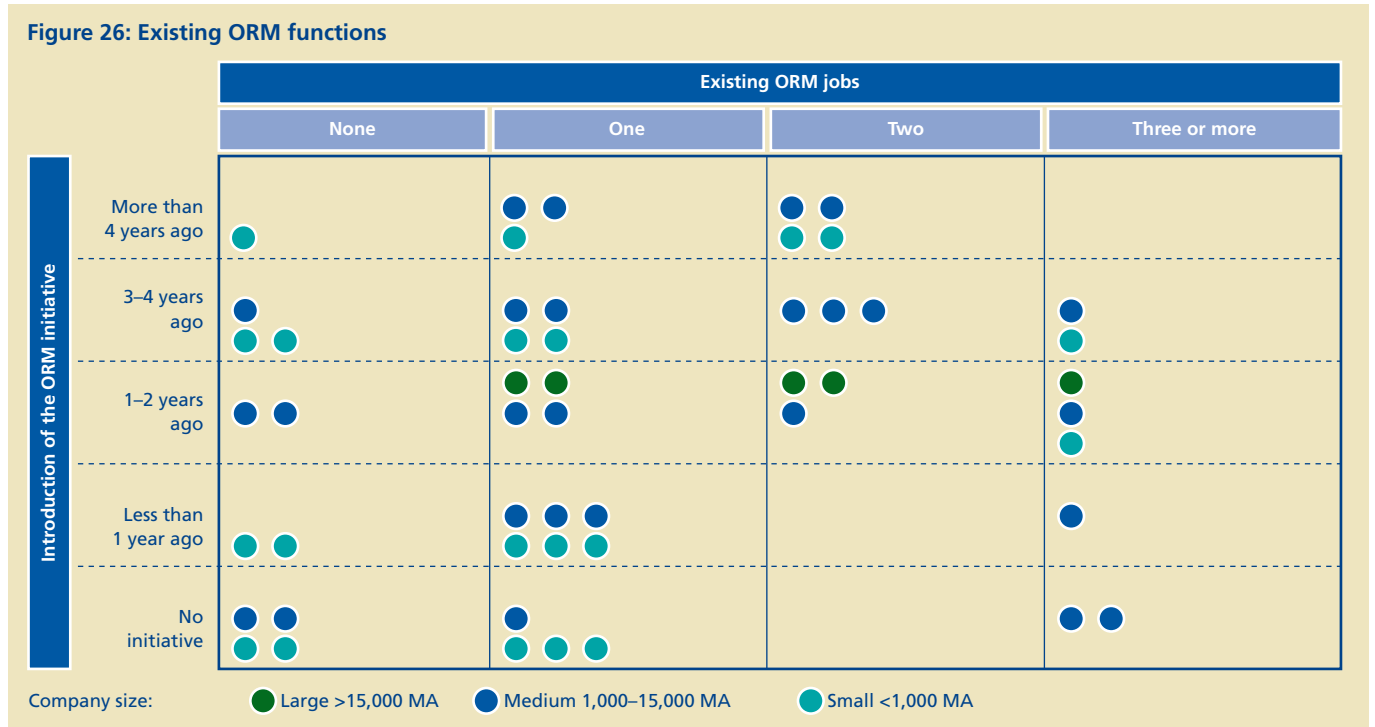 Figure 26: Existing ORM functions
Existing ORM jobs
None
One
Two
Three or more
Introduction of the ORM initiative
More than
4 years ago
3–4 years
ago
1–2 years
ago
Less than
1 year ago
No
initiative
Company size:
Large >15,000 MA
Medium 1,000–15,000 MA
Small <1,000 MA